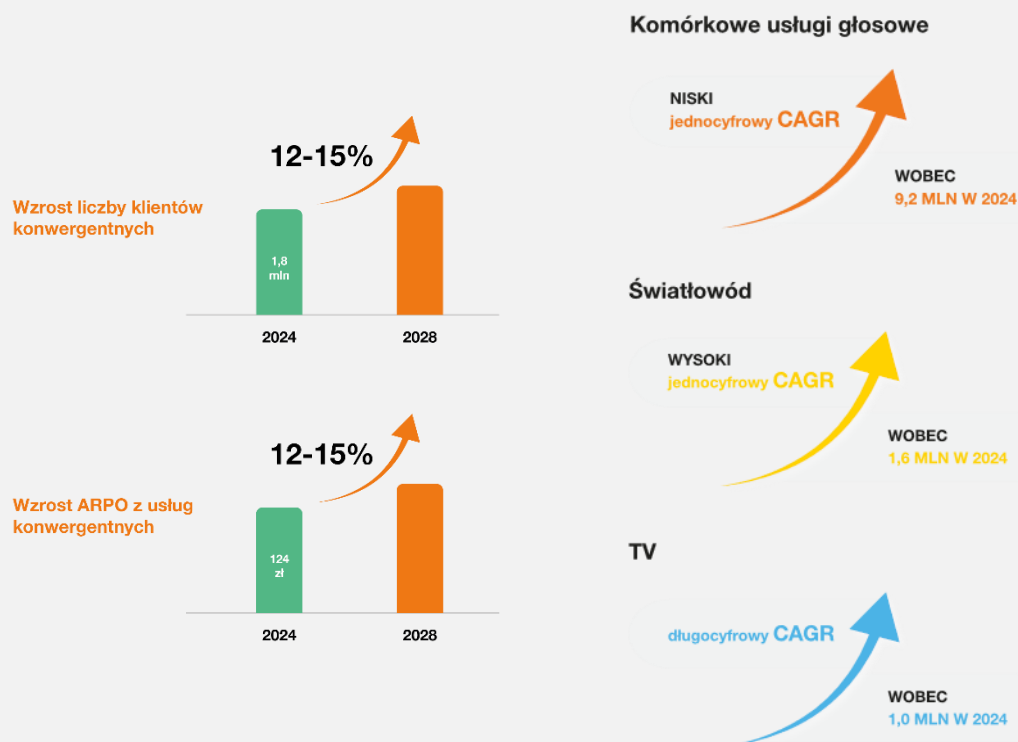 12-15%
Wzrost liczby klientów
konwergentnych
1,8
mln
2024
2028
12-15%
Wzrost ARPO z usług
konwergentnych
124
zł
2024
2028
Komórkowe usługi głosowe
NISKI
jednocyfrowy CAGR
WOBEC
9,2 MLN W 2024
Światłowód
WYSOKI
jednocyfrowy CAGR
WOBEC
1,6 MLN W 2024
TV
długocyfrowy CAGR
WOBEC
1,0 MLN W 2024